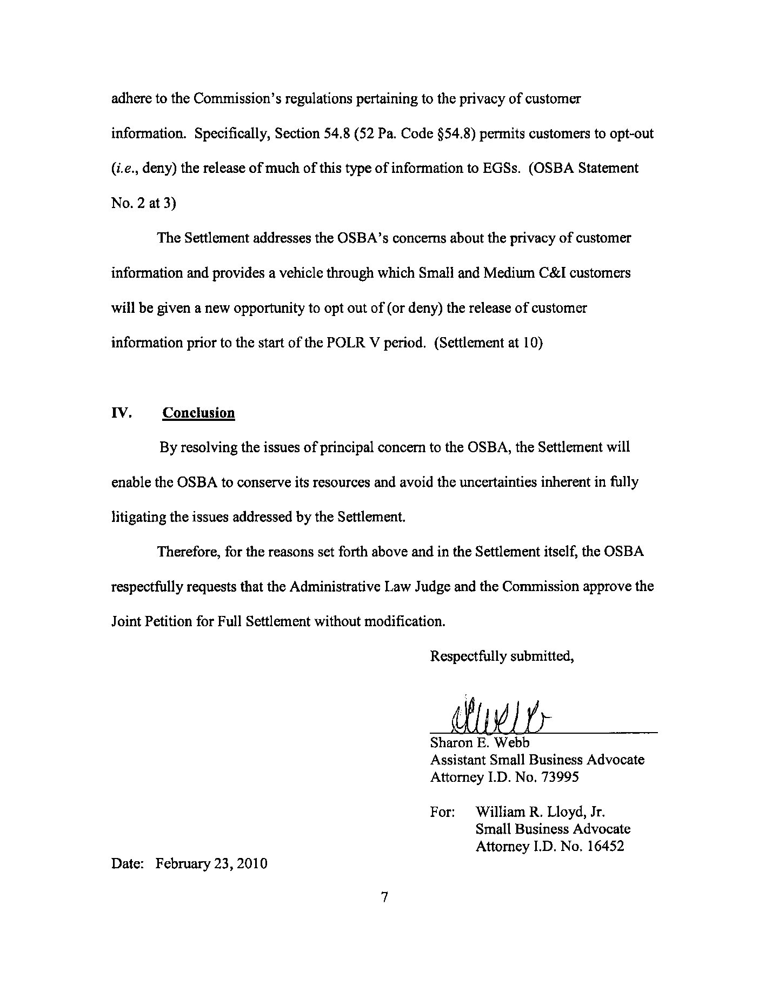 adhere to the Commission's regulations pertaining to the privacy of customer
information. Specifically, Section 54.8 (52 Pa. Code §54.8) permits customers to opt-out
(i.e., deny) the release of much of this type of information to EGSs. (OSBA Statement
No. 2 at 3)
The Settlement addresses the OSBA's concerns about the privacy of customer
information and provides a vehicle through which Small and Medium C&I customers
will be given a new opportunity to opt out of (or deny) the release of customer
information prior to the start of the POLR V period. (Settlement at 10)
IV. Conclusion
By resolving the issues of principal concern to the OSBA, the Settlement will
enable the OSBA to conserve its resources and avoid the uncertainties inherent in fully
litigating the issues addressed by the Settlement.
Therefore, for the reasons set forth above and in the Settlement itself, the OSBA
respectfully requests that the Administrative Law Judge and the Commission approve the
Joint Petition for Full Settlement without modification.
Respectfully submitted,
Sharon E. Webb
Assistant Small Business Advocate
Attorney I.D. No. 73995
For: William R. Lloyd, Jr.
Small Business Advocate
Attorney I.D. No. 16452
Date: February 23, 2010
7